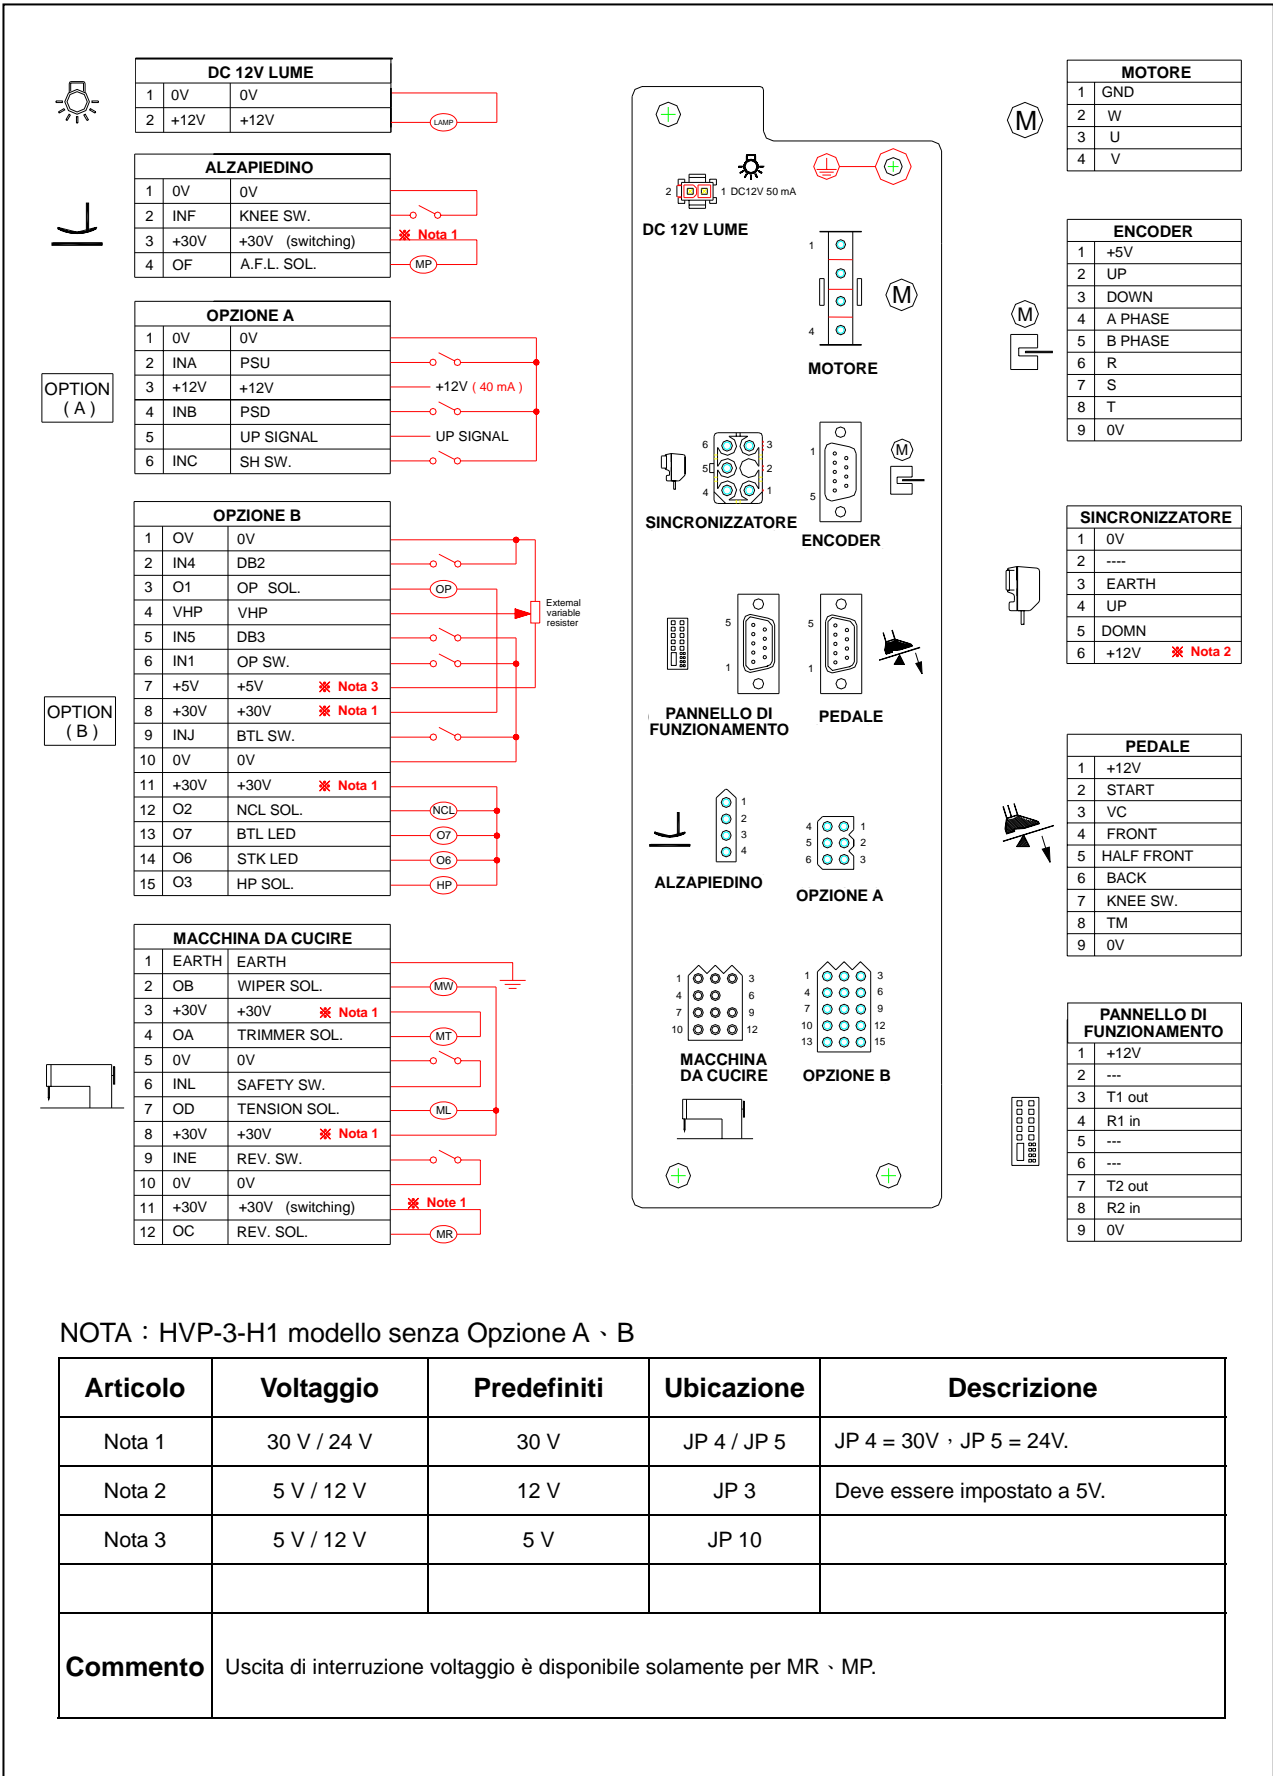 DC 12V LUME
1 0V 0V
2 +12V +12V
LAMP
ALZAPIEDINO
1 0V 0V
2 INF KNEE SW.
3 +30V +30V (switching) ※ Nota 1
4 OF A.F.L. SOL. MP
OPTION
( A )
OPZIONE A
1 0V 0V
2 INA PSU
3 +12V +12V +12V ( 40 mA )
4 INB PSD
5 UP SIGNAL UP SIGNAL
6 INC SH SW.
OPTION
( B )
OPZIONE B
1 OV 0V
2 IN4 DB2
3 O1 OP SOL. OP
4 VHP VHP
External
variable
resister
5 IN5 DB3
6 IN1 OP SW.
7 +5V +5V ※ Nota 3
8 +30V +30V ※ Nota 1
9 INJ BTL SW.
10 0V 0V
11 +30V +30V ※ Nota 1
12 O2 NCL SOL. NCL
13 O7 BTL LED O7
14 O6 STK LED O6
15 O3 HP SOL. HP
MACCHINA DA CUCIRE
1 EARTH EARTH
2 OB WIPER SOL. MW
3 +30V +30V ※ Nota 1
4 OA TRIMMER SOL. MT
5 0V 0V
6 INL SAFETY SW.
7 OD TENSION SOL. ML
8 +30V +30V ※ Nota 1
9 INE REV. SW.
10 0V 0V
11 +30V +30V (switching) ※ Note 1
12 OC REV. SOL. MR
2 1 DC12V 50 mA
DC 12V LUME
1
4
M
MOTORE
6 3
5 2
4 1
SINCRONIZZATORE
1
5
M
ENCODER
5
1
PANNELLO DI
FUNZIONAMENTO
5
1
PEDALE
1
2
3
4
ALZAPIEDINO
4 1
5 2
6 3
OPZIONE A
1 3
4 6
7 9
10 12
MACCHINA
DA CUCIRE
1 3
4 6
7 9
10 12
13 15
OPZIONE B
M
MOTORE
1 GND
2 W
3 U
4 V
M
ENCODER
1 +5V
2 UP
3 DOWN
4 A PHASE
5 B PHASE
6 R
7 S
8 T
9 0V
SINCRONIZZATORE
1 0V
2 ----
3 EARTH
4 UP
5 DOMN
6 +12V ※ Nota 2
PEDALE
1 +12V
2 START
3 VC
4 FRONT
5 HALF FRONT
6 BACK
7 KNEE SW.
8 TM
9 0V
PANNELLO DI
FUNZIONAMENTO
1 +12V
2 ---
3 T1 out
4 R1 in
5 ---
6 ---
7 T2 out
8 R2 in
9 0V
NOTA：HVP-3-H1 modello senza Opzione A、B
Articolo Voltaggio Predefiniti Ubicazione Descrizione
Nota 1 30 V / 24 V 30 V JP 4 / JP 5 JP 4 = 30V，JP 5 = 24V.
Nota 2 5 V / 12 V 12 V JP 3 Deve essere impostato a 5V.
Nota 3 5 V / 12 V 5 V JP 10
Commento Uscita di interruzione voltaggio è disponibile solamente per MR、MP.